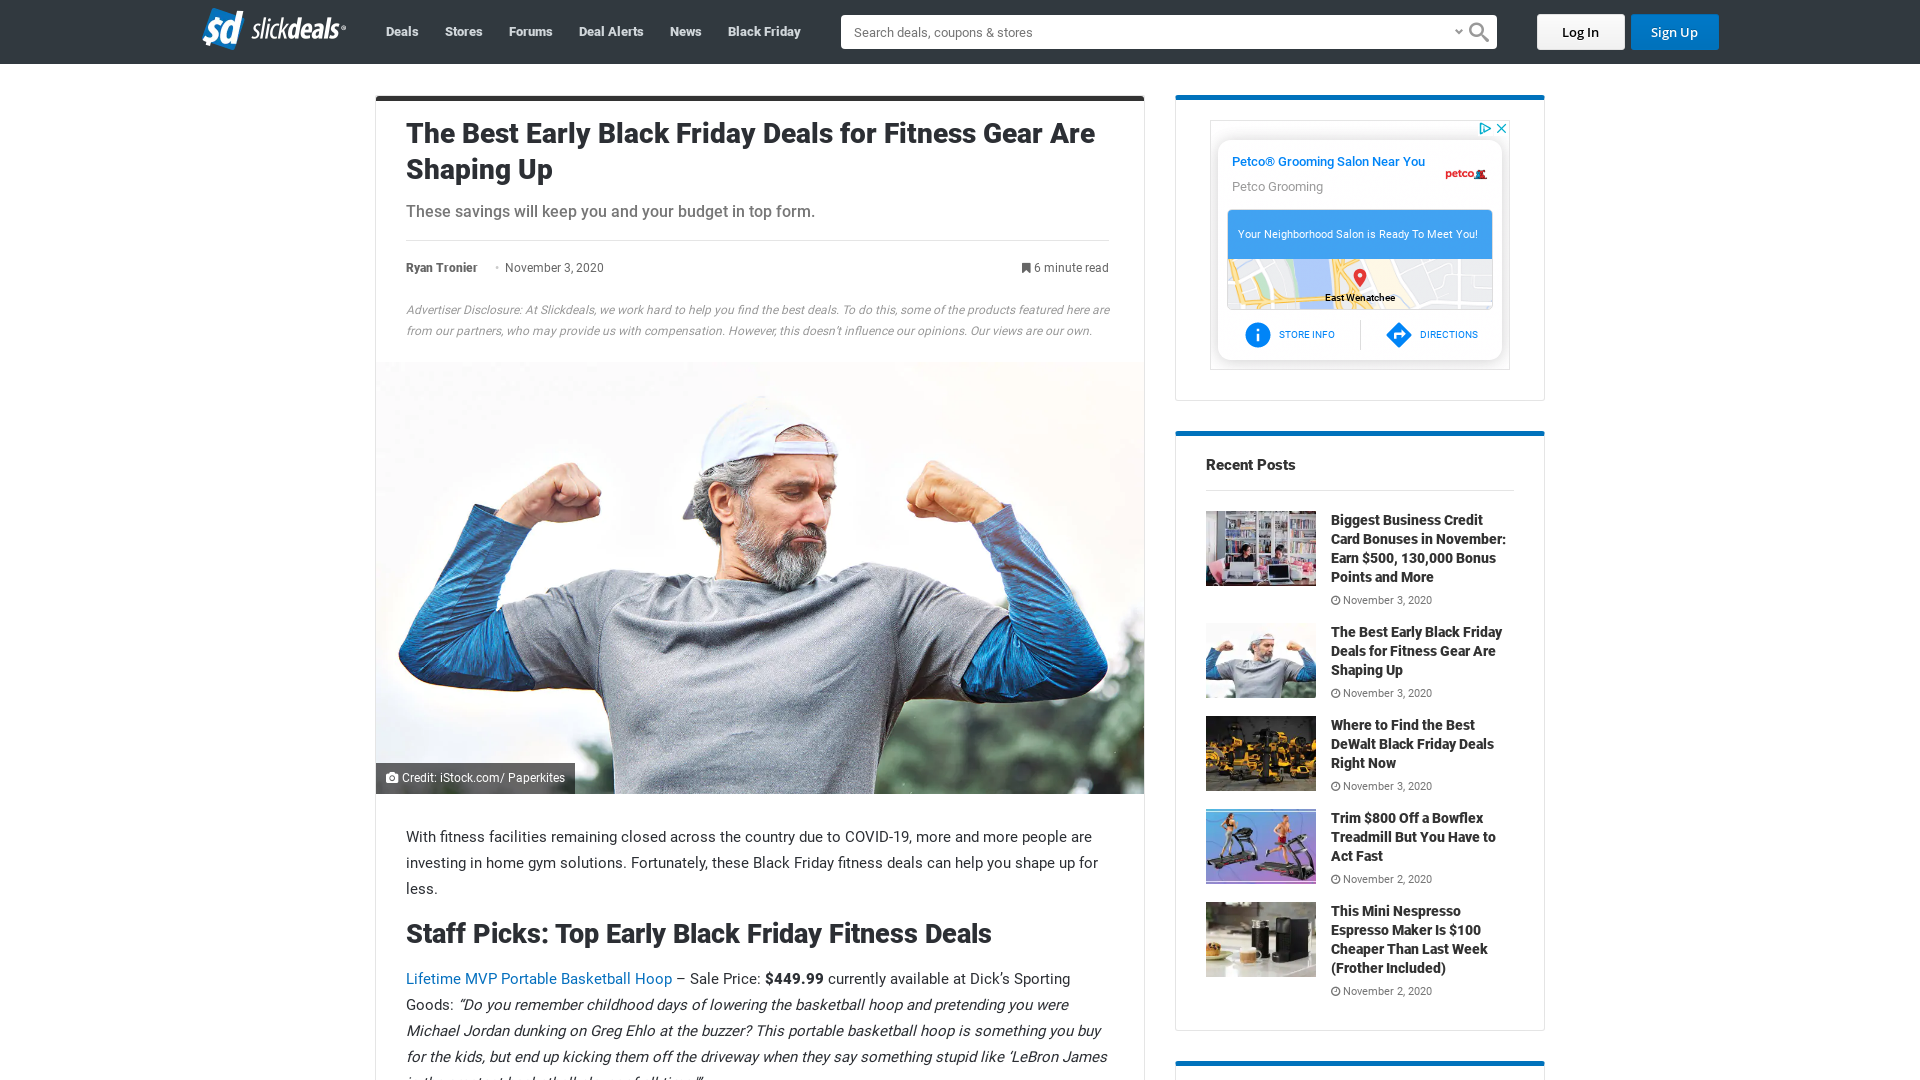 slickdeals
Deals
Stores
Forums
Deal Alerts
News
Black Friday
Search deals, coupons & stores
Log In
Sign Up
The Best Early Black Friday Deals for Fitness Gear Are
Shaping Up
These savings will keep you and your budget in top form.
Ryan Tronier
November 3, 2020
6 minute read
Advertiser Disclosure: At Slickdeals, we work hard to help you find the best deals. To do this, some of the products featured here are
from our partners, who may provide us with compensation. However, this doesn't influence our opinions. Our views are our own.
Credit: iStock.com/ Paperkites
With fitness facilities remaining closed across the country due to COVID-19, more and more people are
investing in home gym solutions. Fortunately, these Black Friday fitness deals can help you shape up for
less.
Staff Picks: Top Early Black Friday Fitness Deals
Lifetime MVP Portable Basketball Hoop – Sale Price: $449.99 currently available at Dick's Sporting
Goods: “Do you remember childhood days of lowering the basketball hoop and pretending you were
Michael Jordan dunking on Greg Ehlo at the buzzer? This portable basketball hoop is something you buy
for the kids, but end up kicking them off the driveway when they say something stupid like ‘LeBron James
Petco® Grooming Salon Near You
Petco Grooming
petco
Your Neighborhood Salon is Ready To Meet You!
East Wenatchee
STORE INFO
DIRECTIONS
Recent Posts
Biggest Business Credit
Card Bonuses in November:
Earn $500, 130,000 Bonus
Points and More
November 3, 2020
The Best Early Black Friday
Deals for Fitness Gear Are
Shaping Up
November 3, 2020
Where to Find the Best
DeWalt Black Friday Deals
Right Now
November 3, 2020
Trim $800 Off a Bowflex
Treadmill But You Have to
Act Fast
November 2, 2020
This Mini Nespresso
Espresso Maker Is $100
Cheaper Than Last Week
(Frother Included)
November 2, 2020